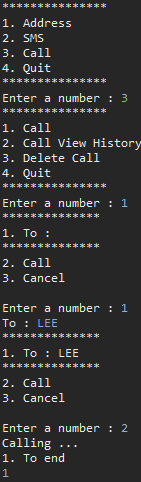 ***************
1. Address
2. SMS
3. Call
4. Quit
***************
Enter a number : 3
***************
1. Call
2. Call View History
3. Delete Call
4. Quit
***************
Enter a number : 1
**************
1. To :
**************
2. Call
3. Cancel
Enter a number : 1
To : LEE
**************
1. To : LEE
**************
2. Call
3. Cancel
Enter a number : 2
Calling ...
1. To end
1